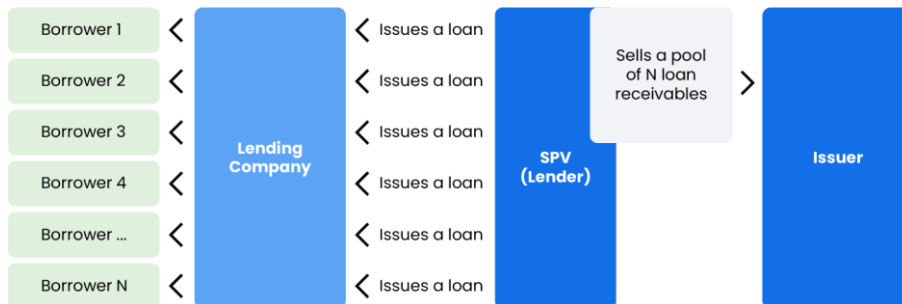 Borrower 1
Borrower 2
Borrower 3
Borrower 4
Borrower ...
Borrower N
Lending
Company
Issues a loan
Issues a loan
Issues a loan
Issues a loan
Issues a loan
Issues a loan
SPV
(Lender)
Sells a pool
of N loan
receivables
Issuer